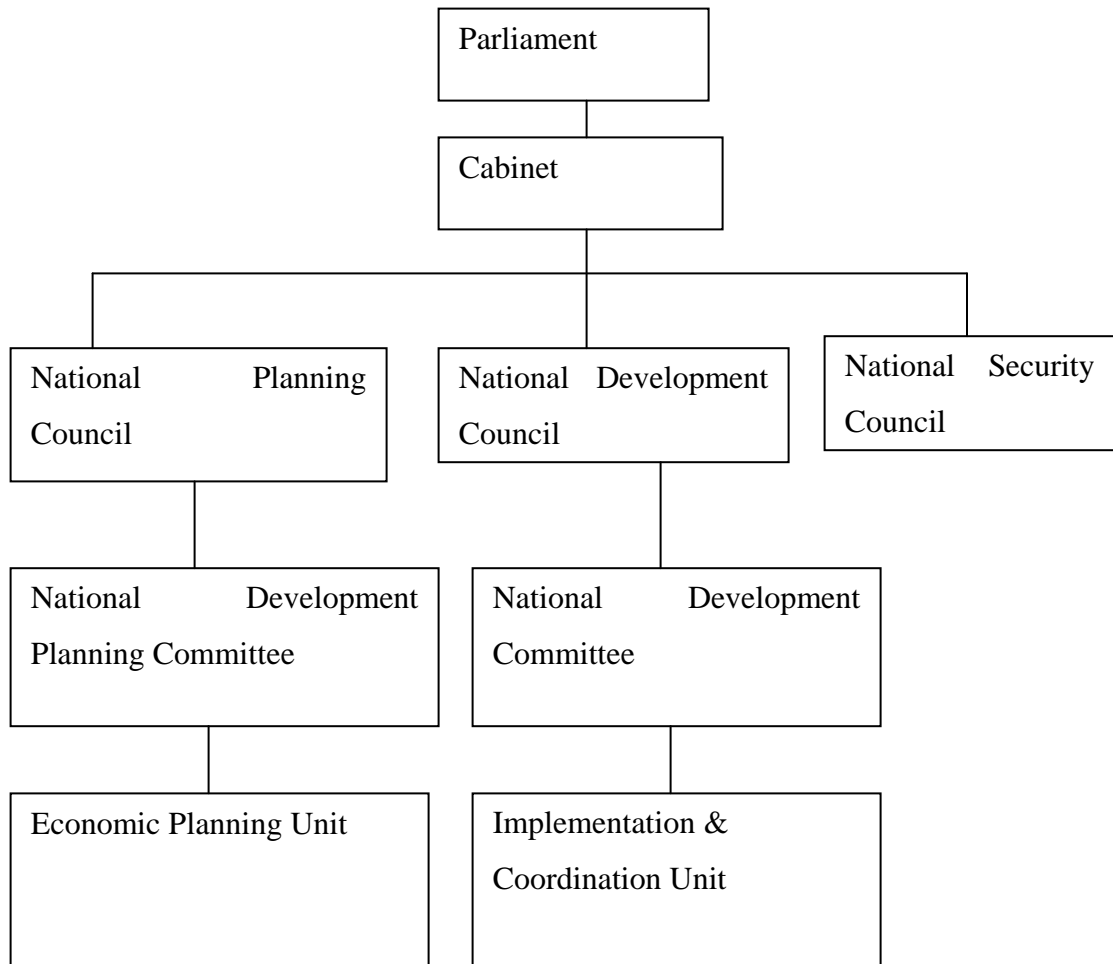 Parliament
Cabinet
National Planning
Council
National Development
Council
National Security
Council
National Development
Planning Committee
National Development
Committee
Economic Planning Unit
Implementation &
Coordination Unit